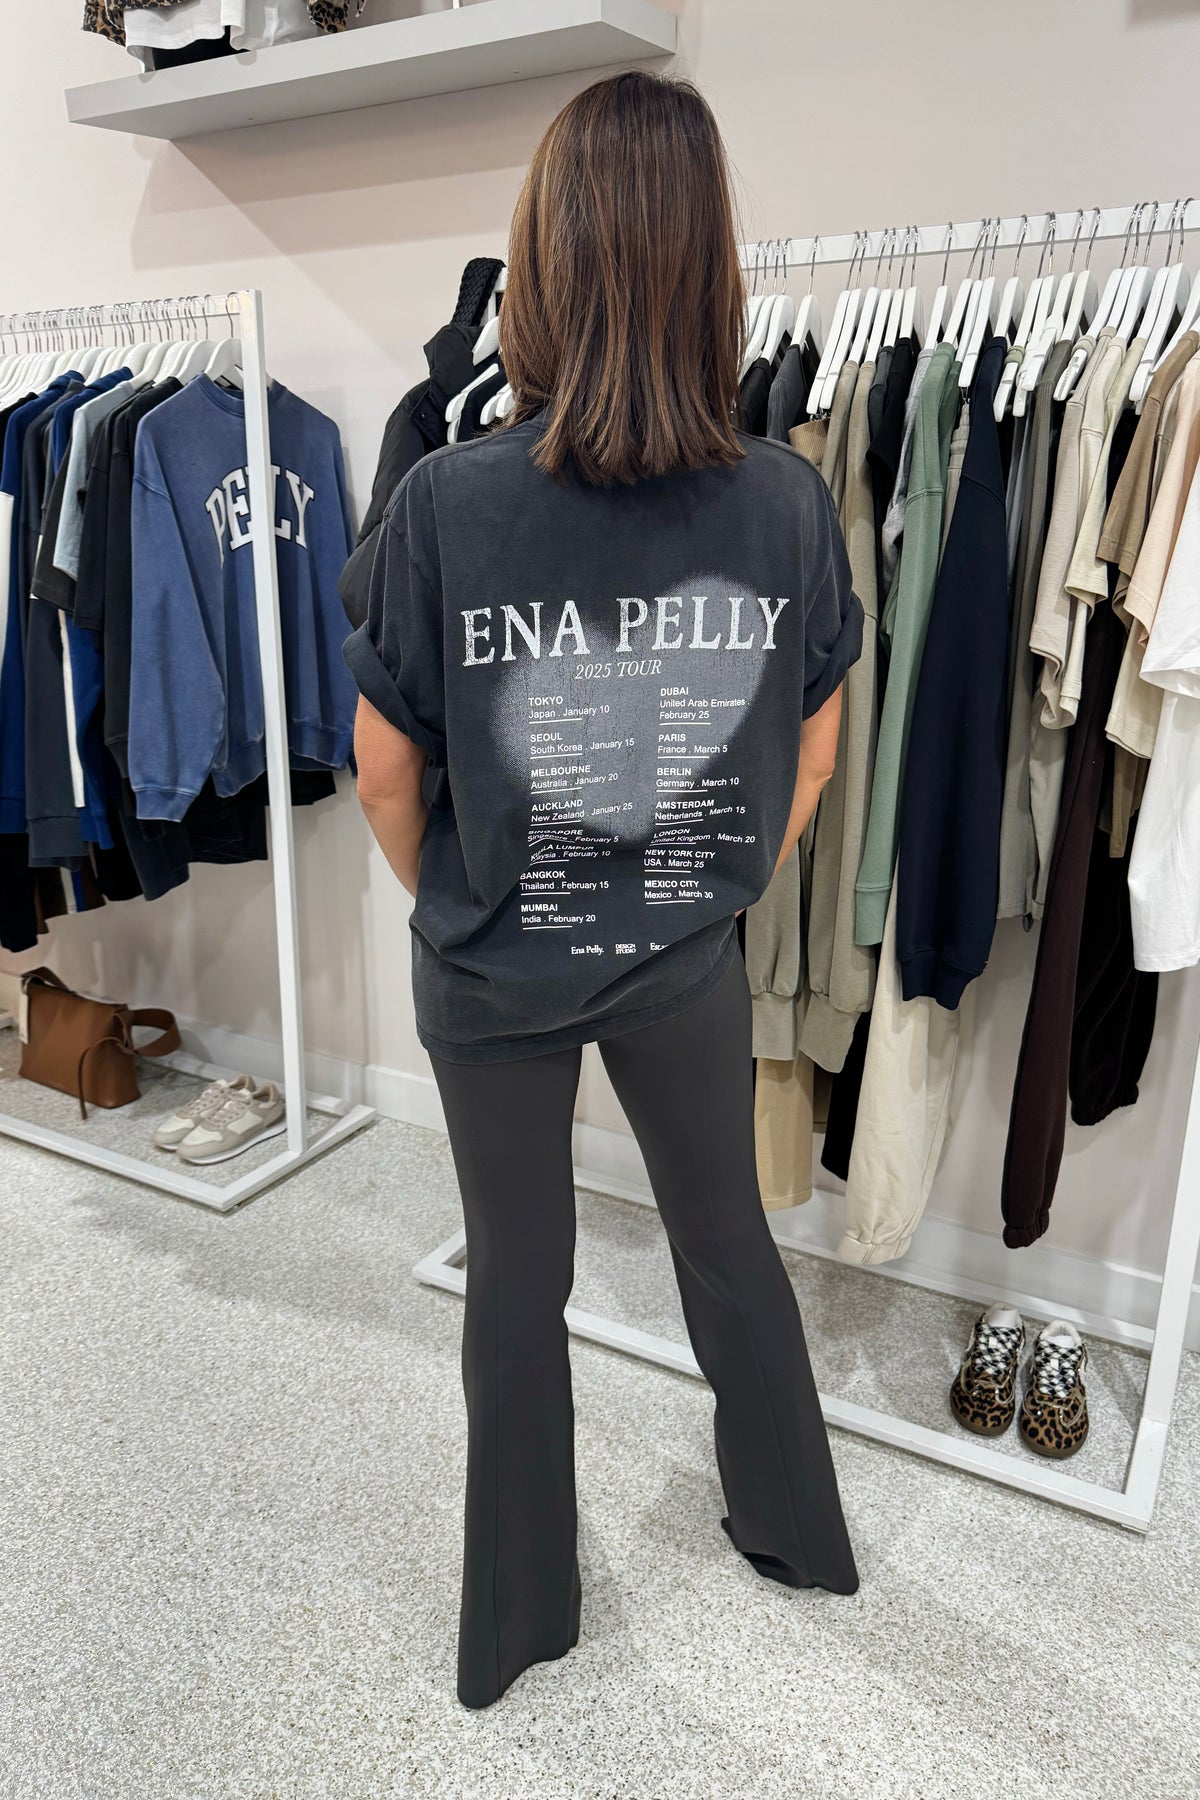 PELLY
ENA PELLY
2025 TOUR
TOKYO
Japan . January 10
SEOUL
South Korea . January 15
MELBOURNE
Australia . January 20
AUCKLAND
New Zealand . January 25
SINGAPORE
Singapore . February 5
LA LUMPUR
ysia . February 10
BANGKOK
Thailand . February 15
MUMBAI
India . February 20
DUBAI
United Arab Emirates .
February 25
PARIS
France . March 5
BERLIN
Germany . March 10
AMSTERDAM
Netherlands . March 15
LONDON
United Kingdom . March 20
NEW YORK CITY
USA . March 25
MEXICO CITY
Mexico . March 30
Ena Pelly.
DESIGN
STUDIO